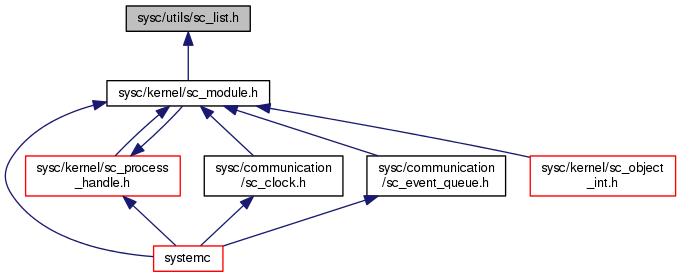 sysc/utils/sc_list.h
sysc/kernel/sc_module.h
sysc/kernel/sc_process
_handle.h
sysc/communication
/sc_clock.h
sysc/communication
/sc_event_queue.h
sysc/kernel/sc_object
_int.h
systemc